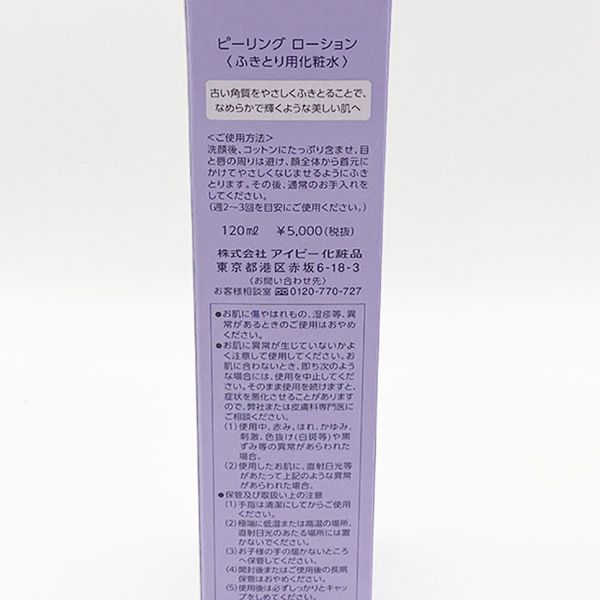 ピーリング ローション
〈ふきとり用化粧水〉
古い角質をやさしくふきとることで、
なめらかで輝くような美しい肌へ
<ご使用方法>
洗顔後、コットンにたっぷり含ませ、目
と唇の周りは避け、顔全体から首元に
かけてやさしくなじませるようにふき
とります。その後、通常のお手入れを
してください。
(週2〜3回を目安にご使用ください。)
120㎖ ¥5,000(税抜)
株式会社 アイビー化粧品
東京都港区赤坂6-18-3
〈お問い合わせ先〉
お客様相談室 0120-770-727
●お肌に傷やはれもの、湿疹等、異
常があるときのご使用はおやめ
ください。
●お肌に異常が生じていないかよ
く注意して使用してください。お
肌に合わないとき、即ち次のよう
な場合には、使用を中止してくだ
さい。そのまま使用を続けますと、
症状を悪化させることがあります
ので、弊社または皮膚科専門医に
ご相談ください。
(1)使用中、赤み、はれ、かゆみ、
刺激、色抜け(白斑等)や黒
ずみ等の異常があらわれた
場合。
(2)使用したお肌に、直射日光等
があたって上記のような異常
があらわれた場合。
●保管及び取扱い上の注意
(1)手指は清潔にしてからご使用
ください。
(2)極端に低温または高温の場所、
直射日光のあたる場所には置
かないでください。
(3)お子様の手の届かないところ
へ保管してください。
(4)開封後またはご使用後の長期
保管はおやめください。
(5)使用後は必ずしっかりとキャッ
プをしめてください。